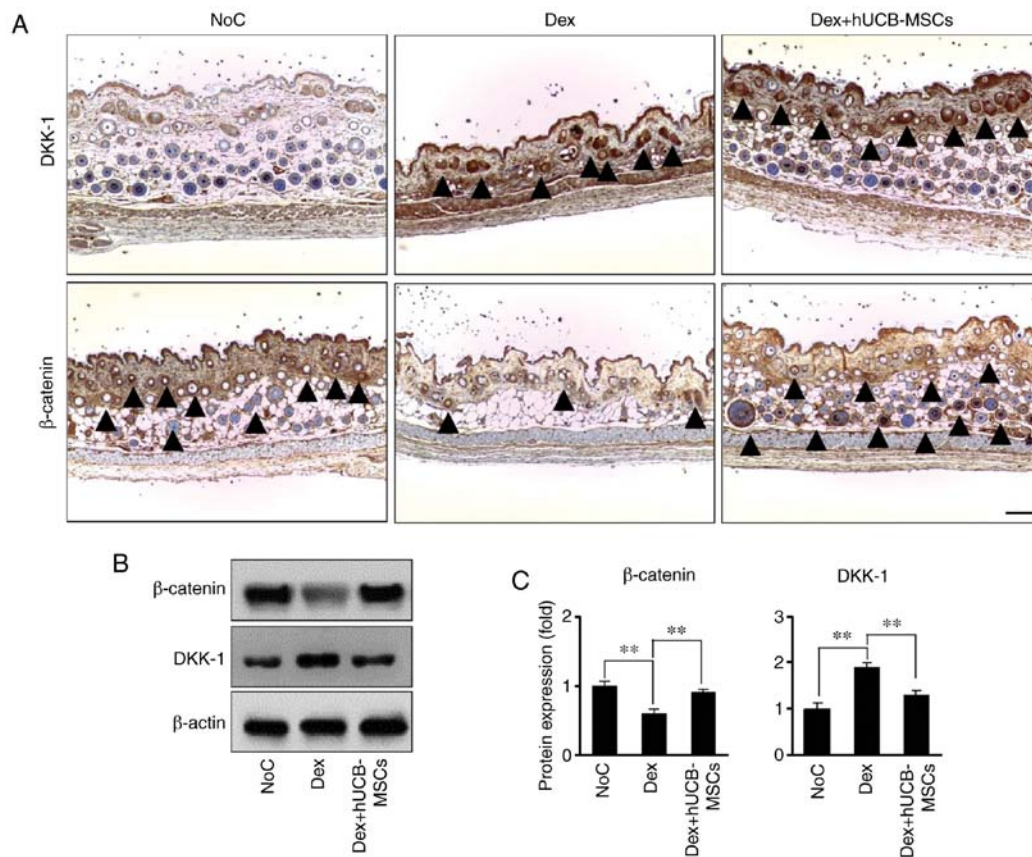 A
NoC
Dex
Dex+hUCB-MSCs
DKK-1
β-catenin
B
β-catenin
DKK-1
β-actin
NoC
Dex
Dex+hUCB-
MSCs
C
β-catenin
Protein expression (fold)
2
1
0
**
**
NoC
Dex
Dex+hUCB-
MSCs
DKK-1
3
2
1
0
**
**
NoC
Dex
Dex+hUCB-
MSCs